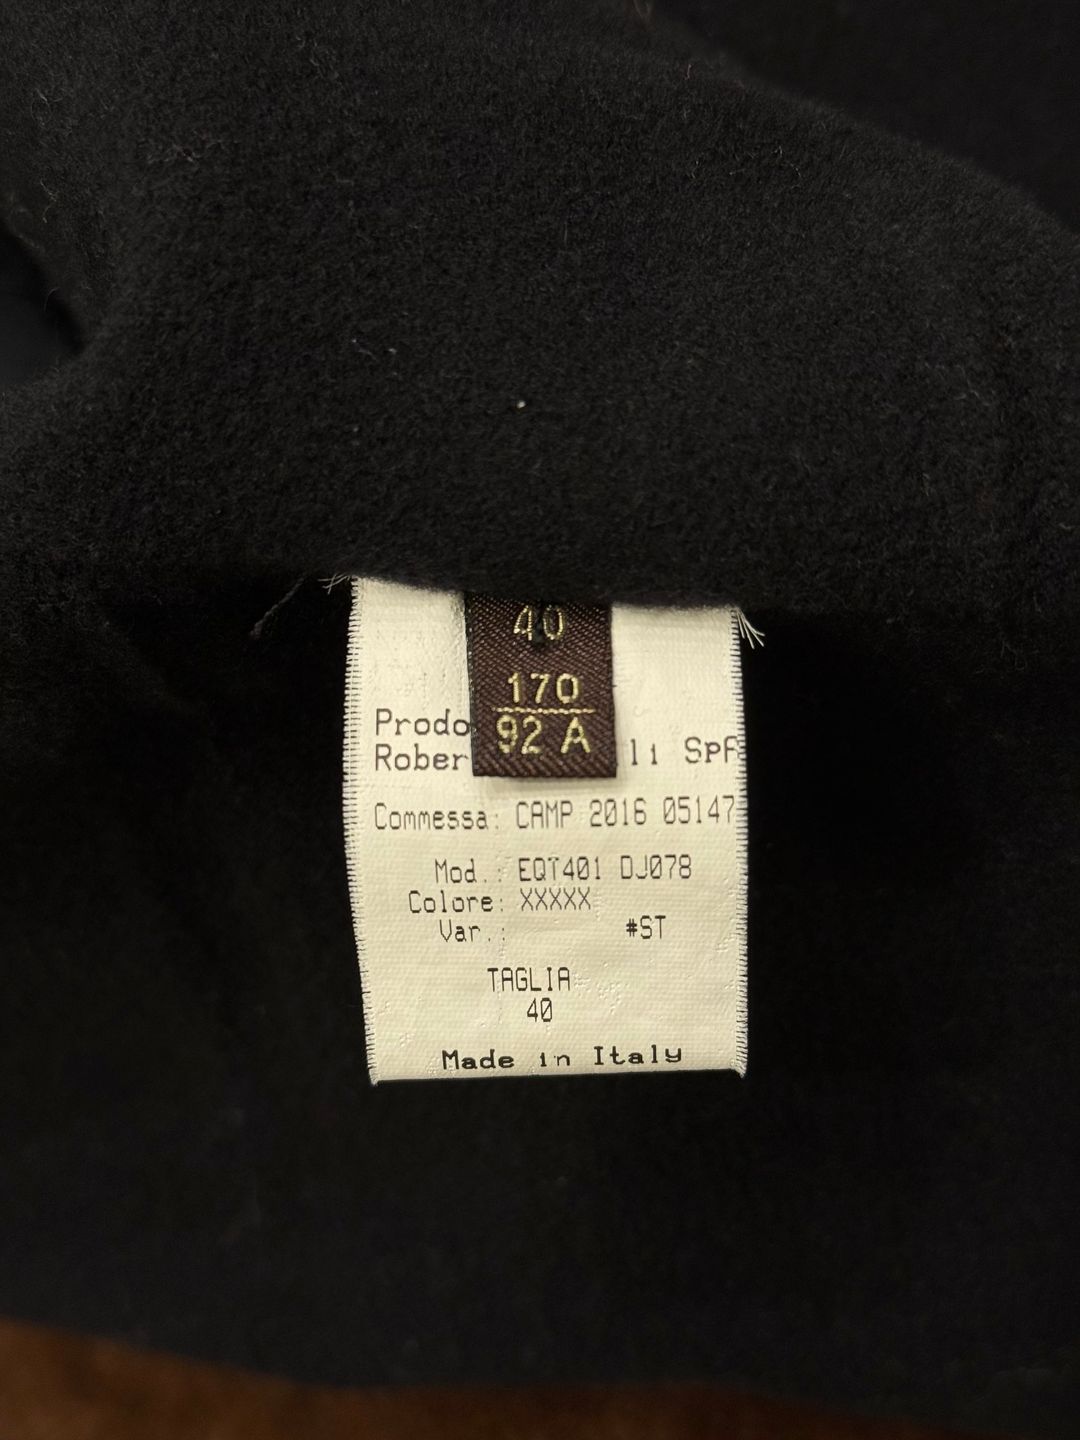 40
170
92 A
Prodo
Rober li SpA
Commessa: CAMP 2016 05147
Mod.: EQT401 DJ078
Colore: XXXXX
Var.: #ST
TAGLIA
40
Made in Italy